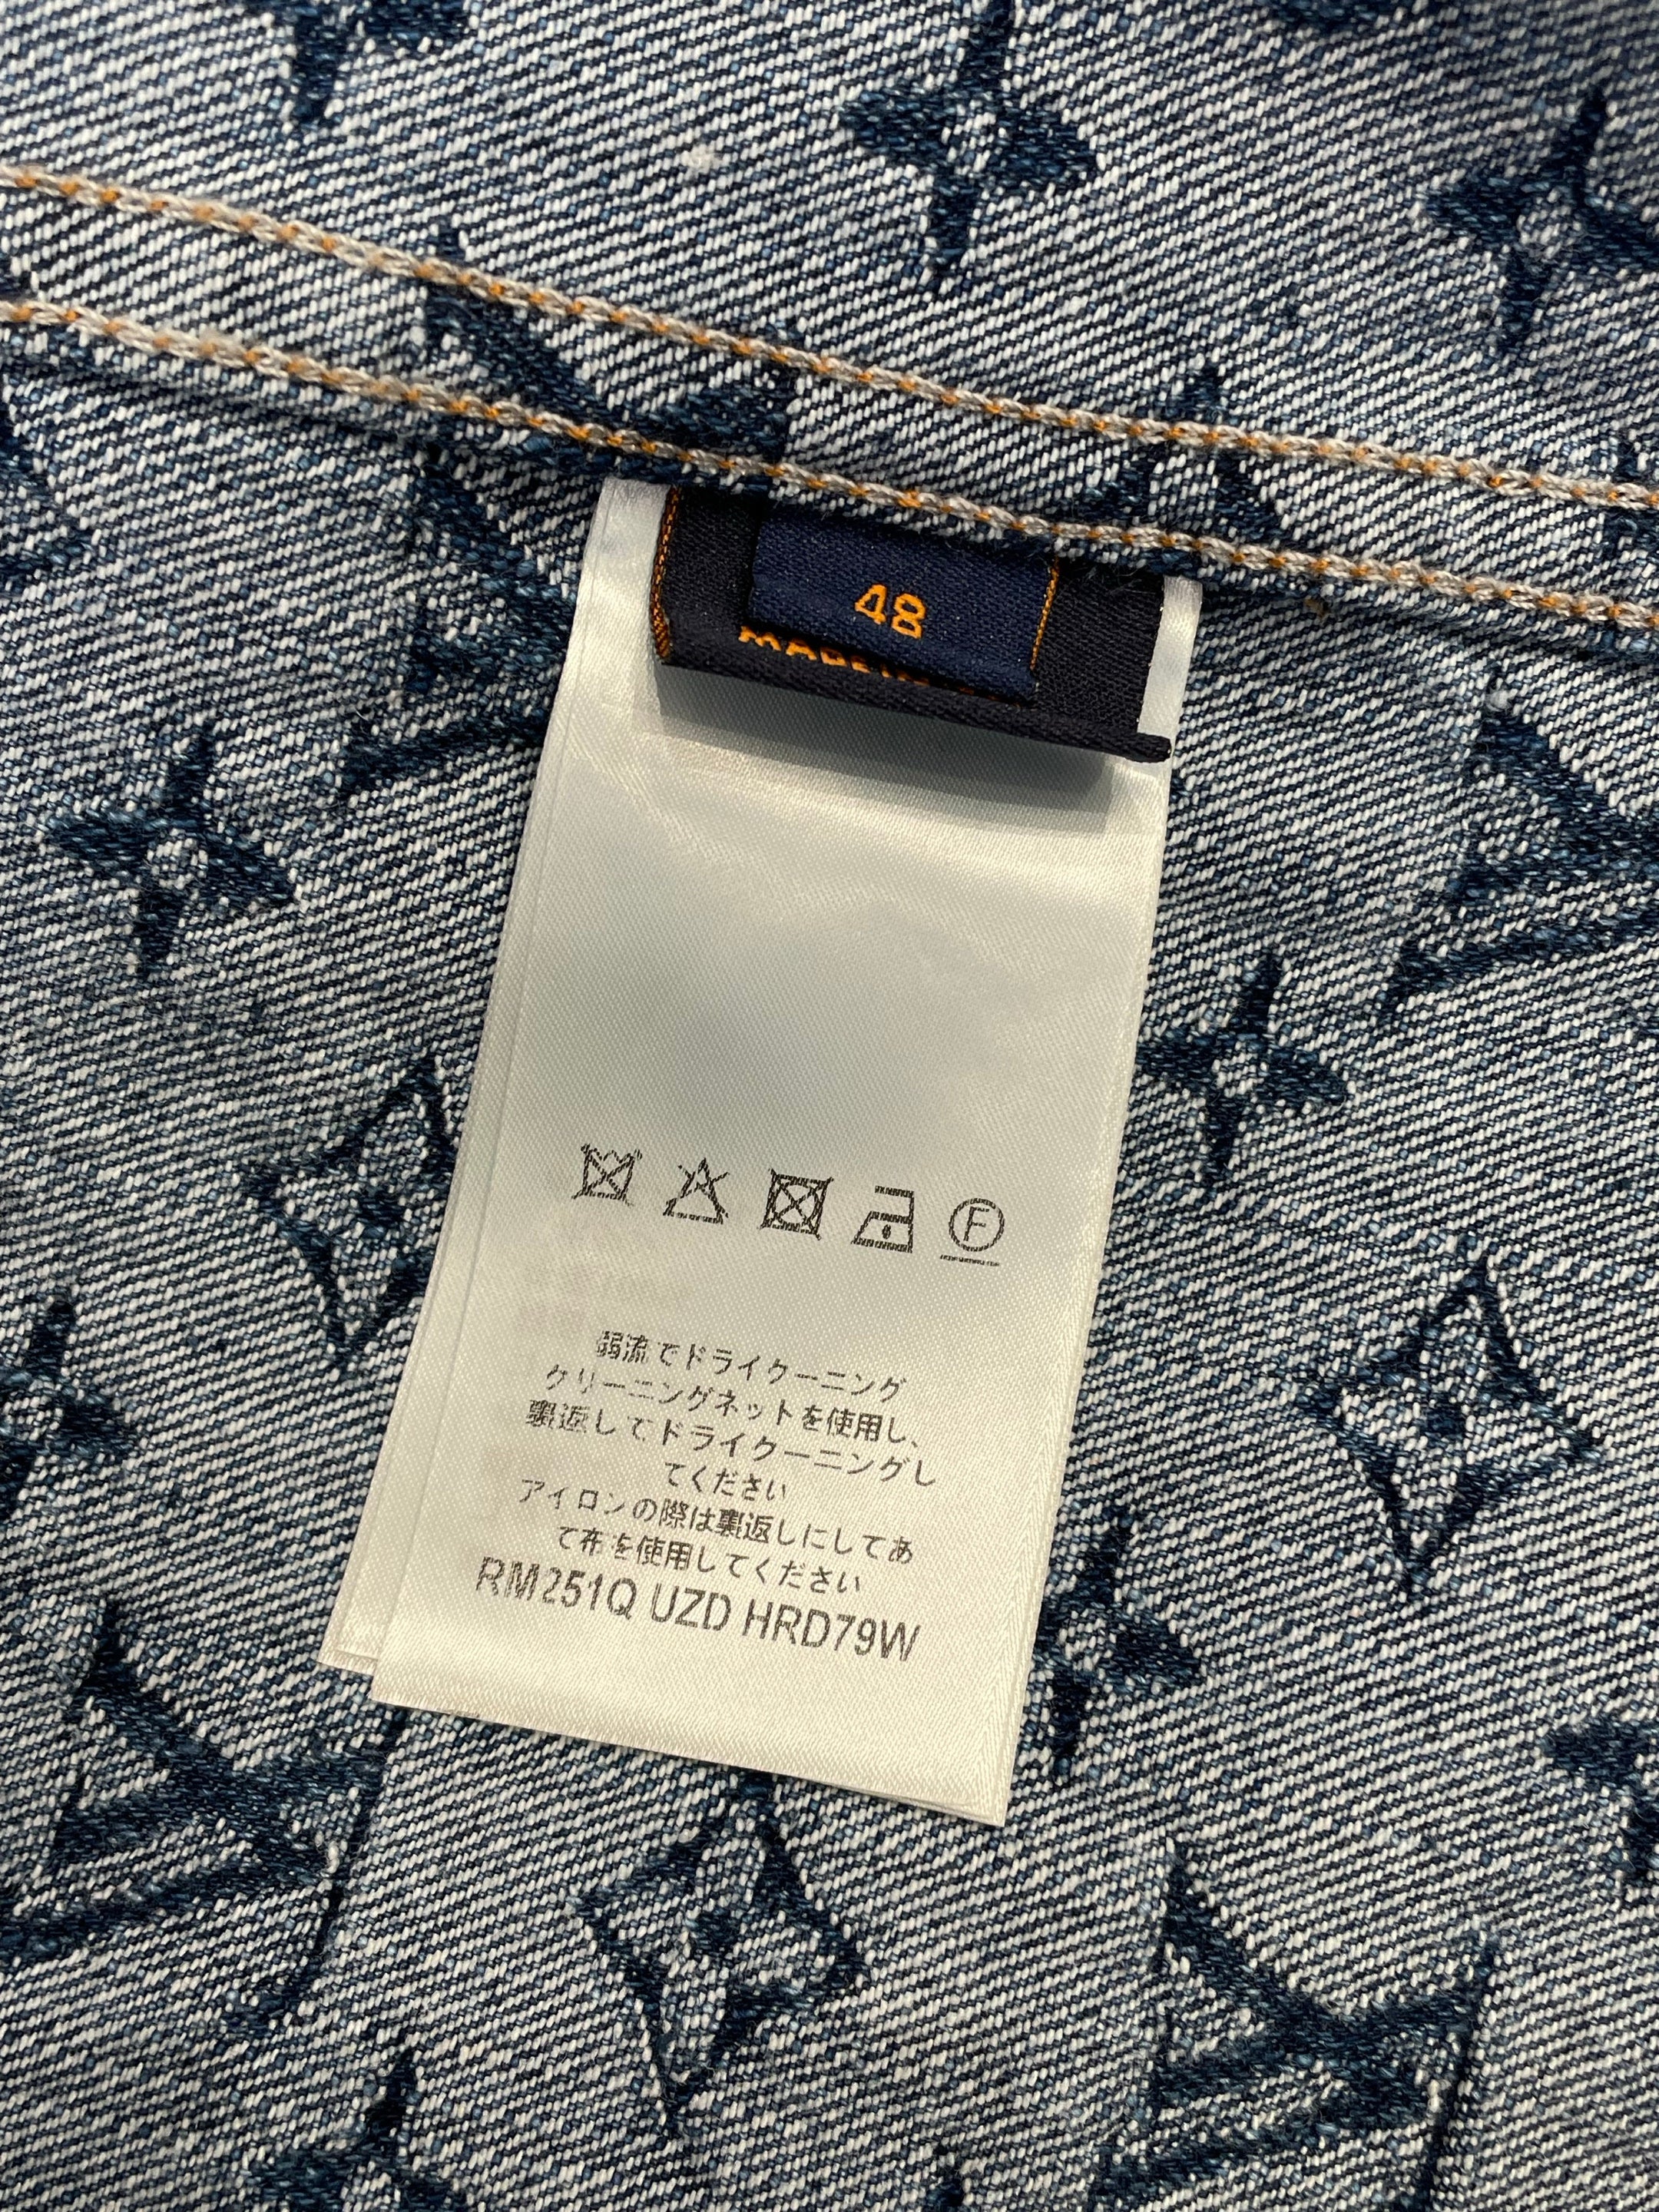 48
MADE IN
F
弱流でドライクーニング
クリーニングネットを使用し、
裏返してドライクーニングし
てください
アイロンの際は裏返しにしてあ
て布を使用してください
RM251Q UZD HRD79W